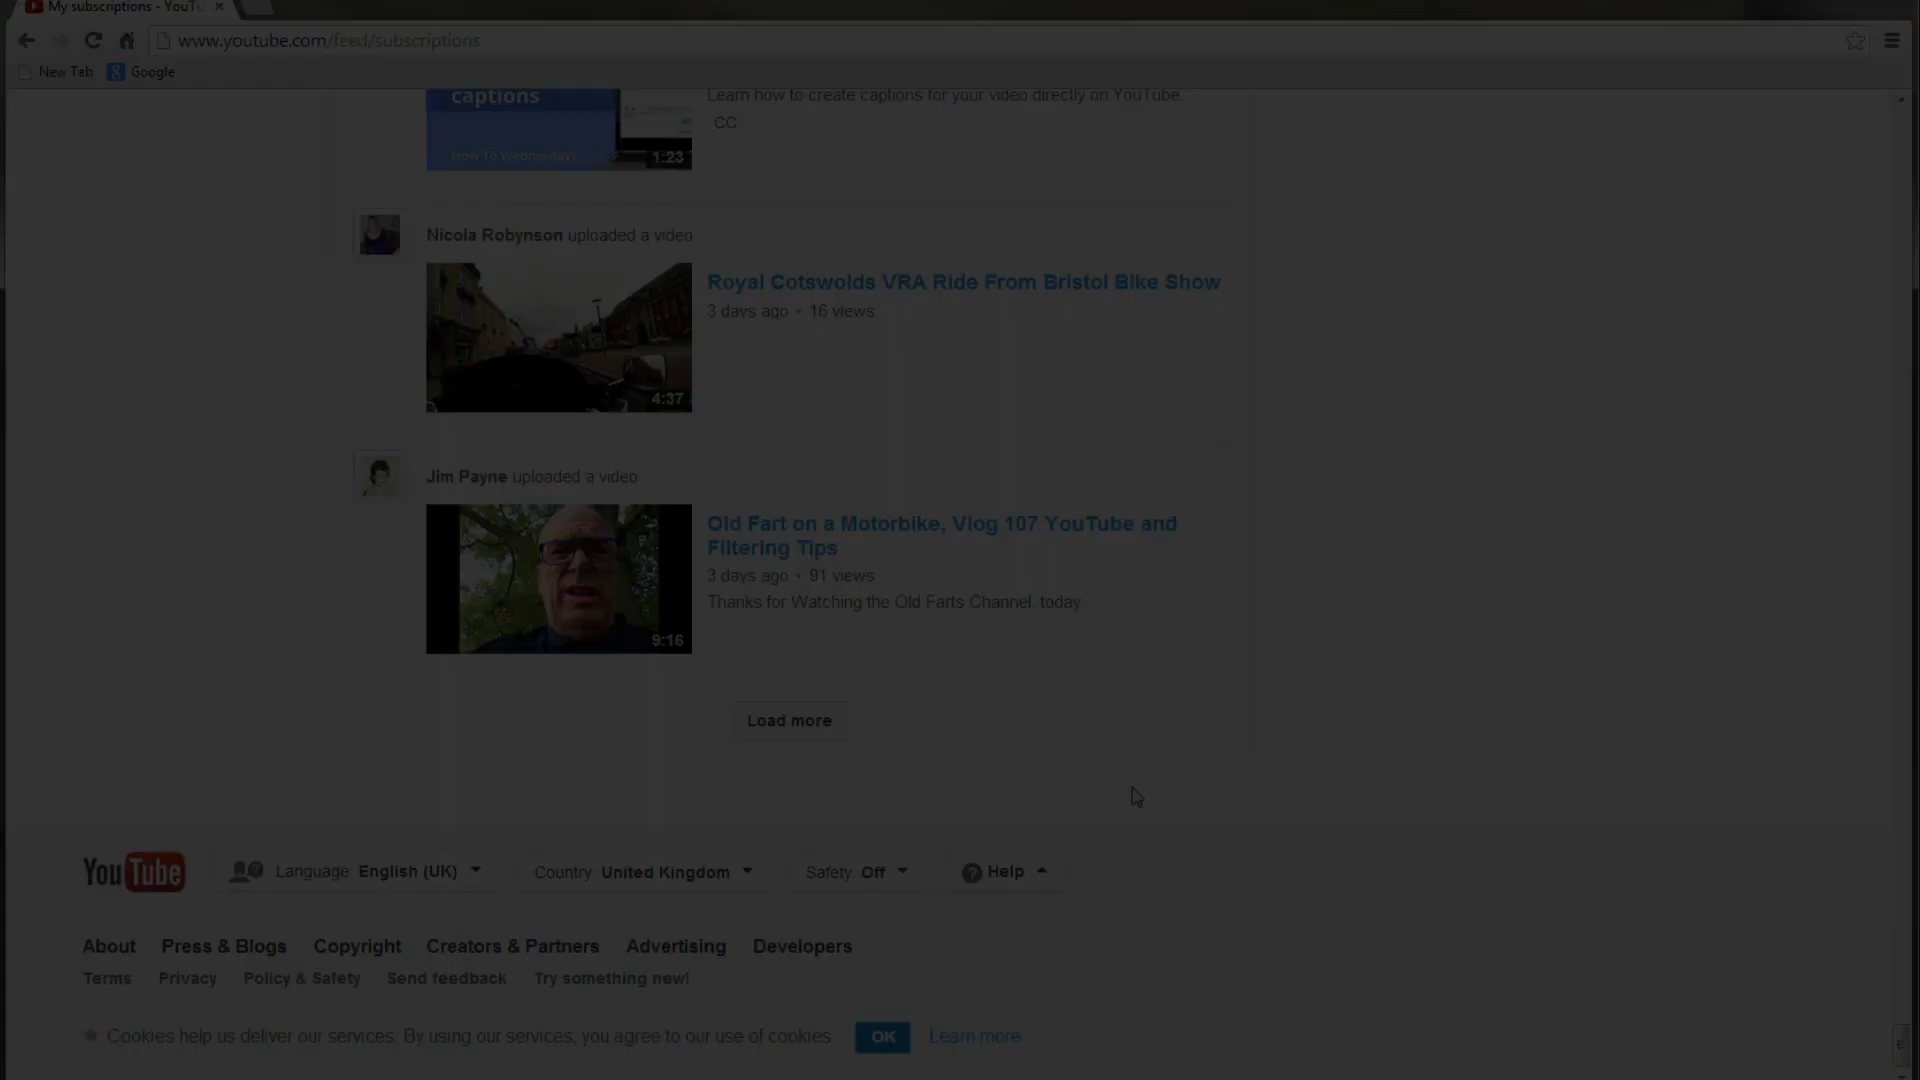 My subscriptions - YouTu
www.youtube.com/feed/subscriptions
New Tab
Google
captions
How To Wednesday!
1:23
Learn how to create captions for your video directly on YouTube.
CC
Nicola Robynson uploaded a video
4:37
Royal Cotswolds VRA Ride From Bristol Bike Show
3 days ago • 16 views
Jim Payne uploaded a video
9:16
Old Fart on a Motorbike, Vlog 107 YouTube and
Filtering Tips
3 days ago • 91 views
Thanks for Watching the Old Farts Channel. today
Load more
YouTube
Language: English (UK)
Country: United Kingdom
Safety: Off
Help
About Press & Blogs Copyright Creators & Partners Advertising Developers
Terms Privacy Policy & Safety Send feedback Try something new!
Cookies help us deliver our services. By using our services, you agree to our use of cookies.
OK
Learn more